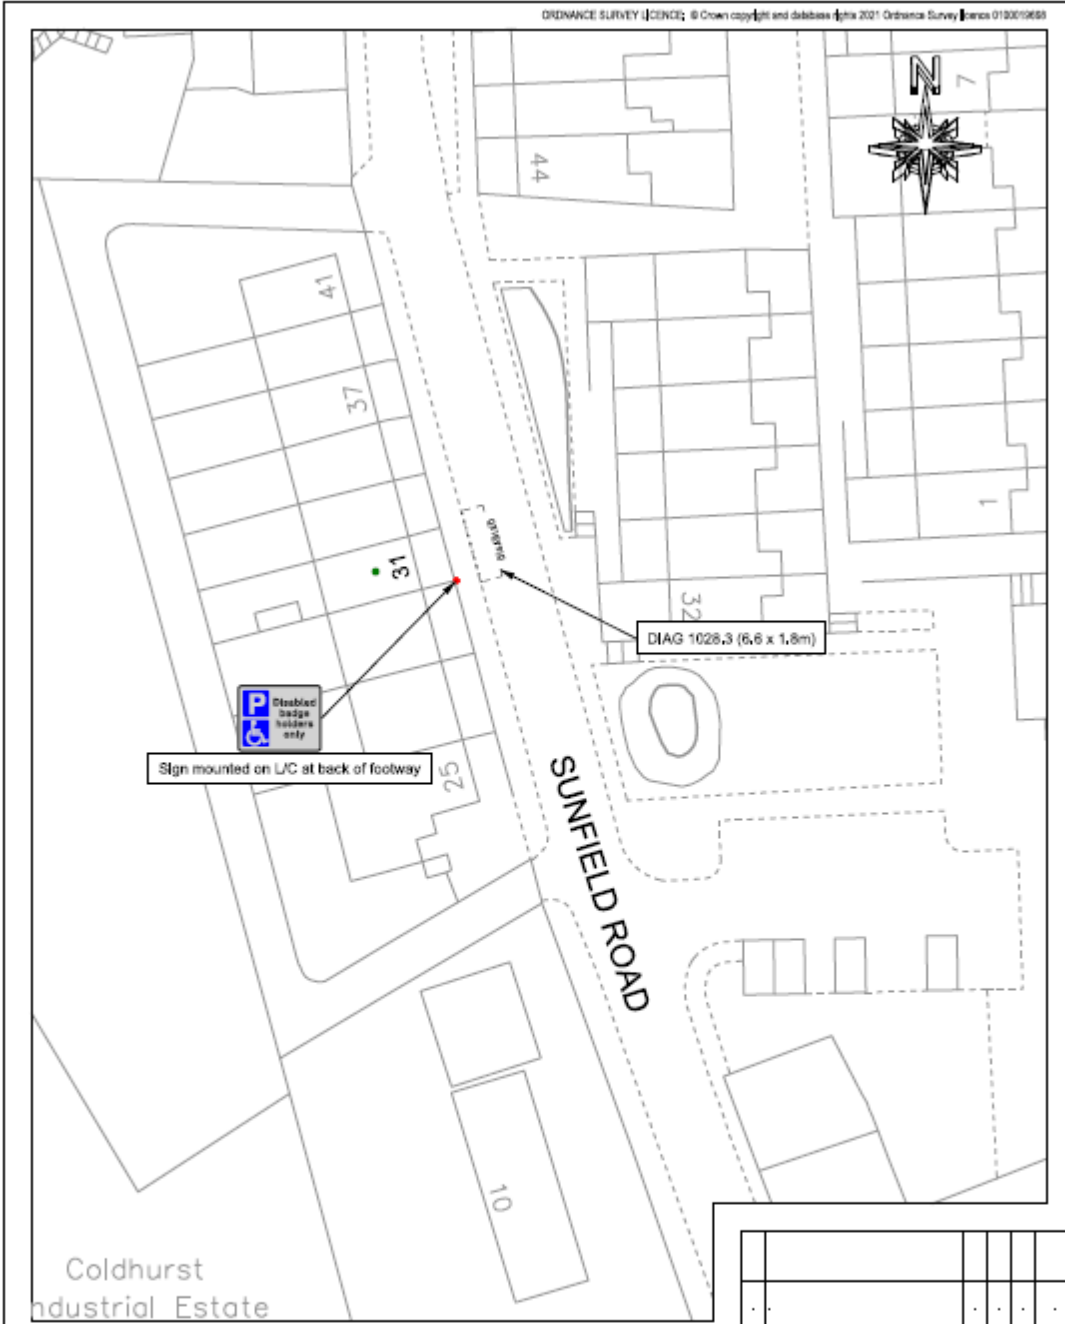 ORDNANCE SURVEY LICENCE; © Crown copyright and database rights 2021 Ordnance Survey licence 0100019668
N
7
44
41
37
DISABLED
31
1
32
DIAG 1028.3 (6.6 x 1.8m)
P
Disabled
badge
holders
only
Sign mounted on L/C at back of footway
25
SUNFIELD ROAD
10
Coldhurst
ndustrial Estate